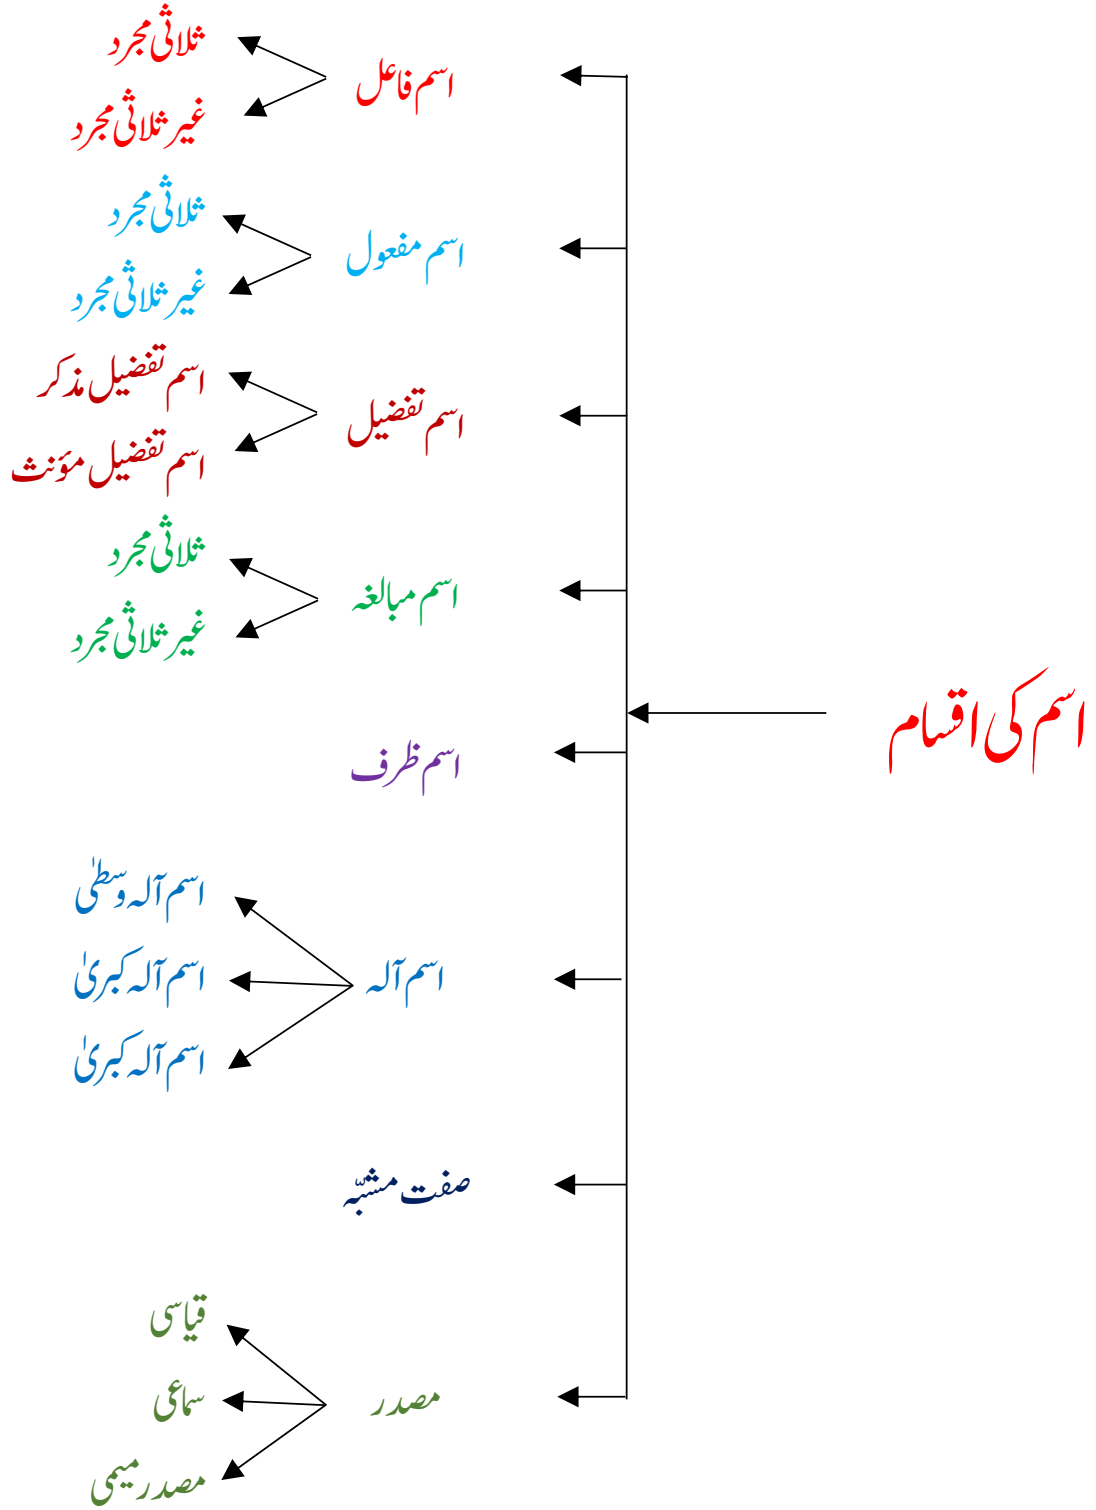 اسم کی اقسام
اسم فاعل
ثلاثی مجرد
غیر ثلاثی مجرد
اسم مفعول
ثلاثی مجرد
غیر ثلاثی مجرد
اسم تفضیل
اسم تفضیل مذکر
اسم تفضیل مؤنث
اسم مبالغہ
ثلاثی مجرد
غیر ثلاثی مجرد
اسم ظرف
اسم آلہ
اسم آلہ وسطیٰ
اسم آلہ کبریٰ
اسم آلہ کبریٰ
صفت مشبّہ
مصدر
قیاسی
سماعی
مصدر میمی